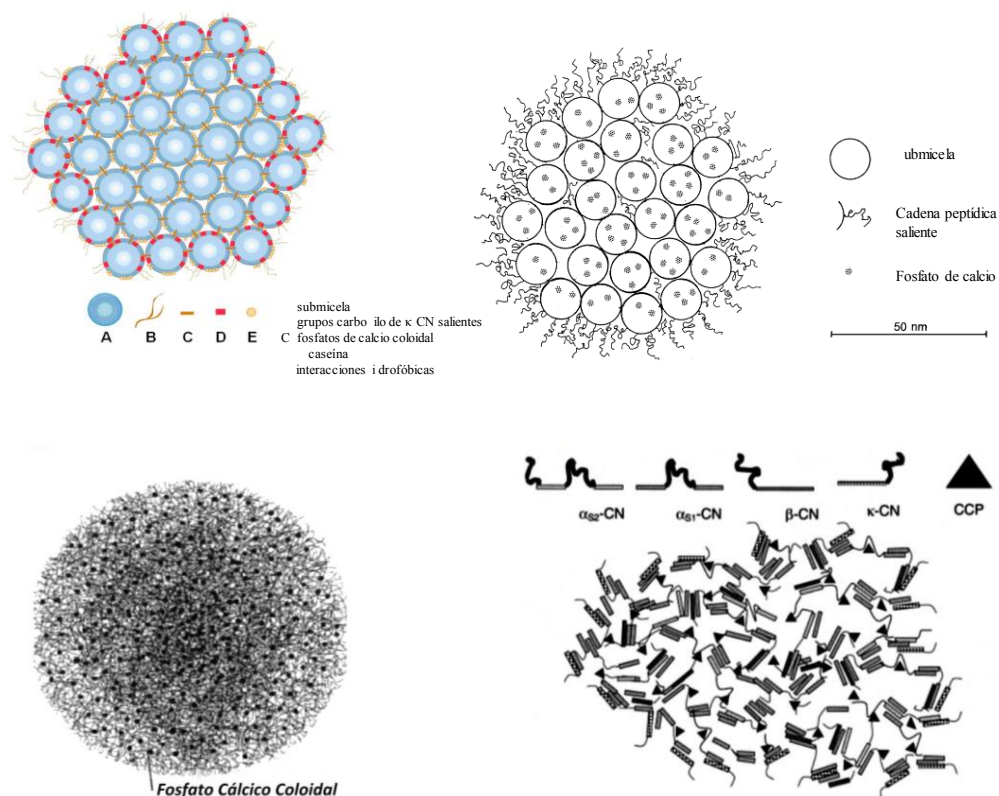 A B C D E
submicela
grupos carbo ilo de κ CN salientes
C fosfatos de calcio coloidal
caseína
interacciones i drofóbicas
ubmicela
Cadena peptídica
saliente
Fosfato de calcio
50 nm
Fosfato Cálcico Coloidal
αS2-CN αS1-CN β-CN κ-CN CCP